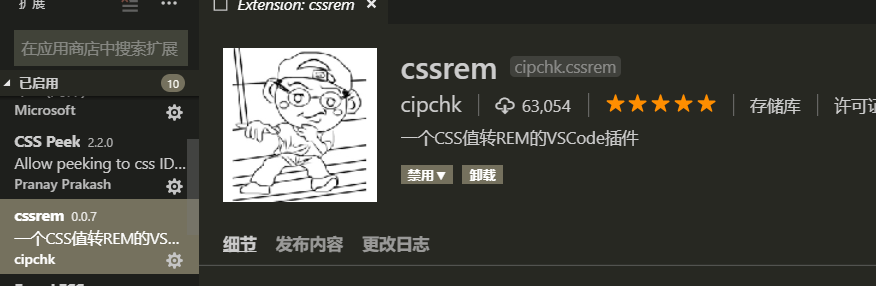 扩展
Extension: cssrem
在应用商店中搜索扩展
已启用
10
Microsoft
CSS Peek 2.2.0
Allow peeking to css ID...
Pranay Prakash
cssrem 0.0.7
一个CSS值转REM的VS...
cipchk
cssrem cipchk.cssrem
cipchk 63,054 存储库 许可证
一个CSS值转REM的VSCode插件
禁用 卸载
细节 发布内容 更改日志